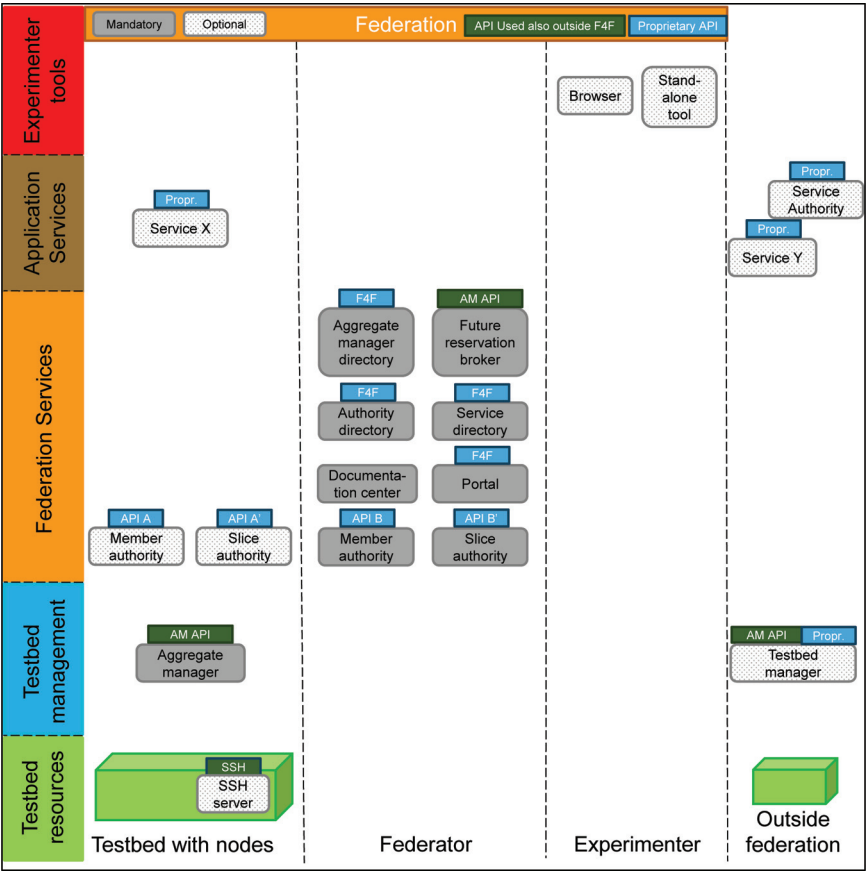 Mandatory
Optional
Federation
API Used also outside F4F
Proprietary API
Experimenter
tools
Browser
Stand-
alone
tool
Application
Services
Propr.
Service X
Propr.
Service
Authority
Propr.
Service Y
Federation Services
F4F
Aggregate
manager
directory
AM API
Future
reservation
broker
F4F
Authority
directory
F4F
Service
directory
Documenta-
tion center
F4F
Portal
API A
Member
authority
API A'
Slice
authority
API B
Member
authority
API B'
Slice
authority
Testbed
management
AM API
Aggregate
manager
AM API
Propr.
Testbed
manager
Testbed
resources
SSH
SSH
server
Testbed with nodes
Federator
Experimenter
Outside
federation